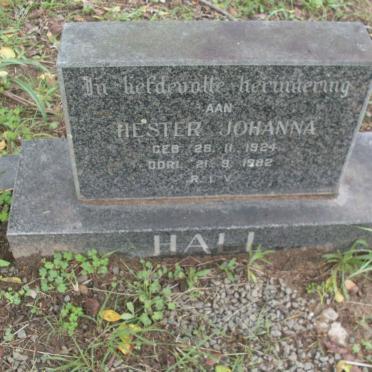 In liefdevolle herinnering
AAN
HESTER JOHANNA
GEB. 28. 11. 1924
OORL. 21. 9. 1982
R. I. V.
HALL